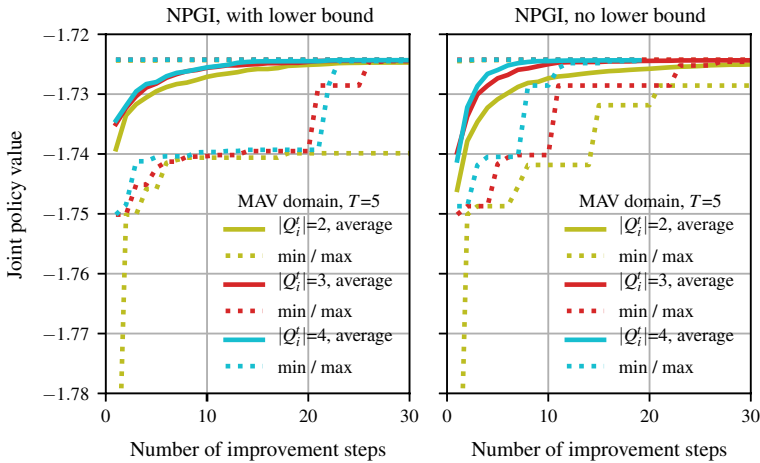 NPGI, with lower bound
NPGI, no lower bound
−1.72
−1.73
−1.74
−1.75
−1.76
−1.77
−1.78
Joint policy value
MAV domain, T=5
|Q_i^t|=2, average
min / max
|Q_i^t|=3, average
min / max
|Q_i^t|=4, average
min / max
MAV domain, T=5
|Q_i^t|=2, average
min / max
|Q_i^t|=3, average
min / max
|Q_i^t|=4, average
min / max
0 10 20 30
0 10 20 30
Number of improvement steps
Number of improvement steps